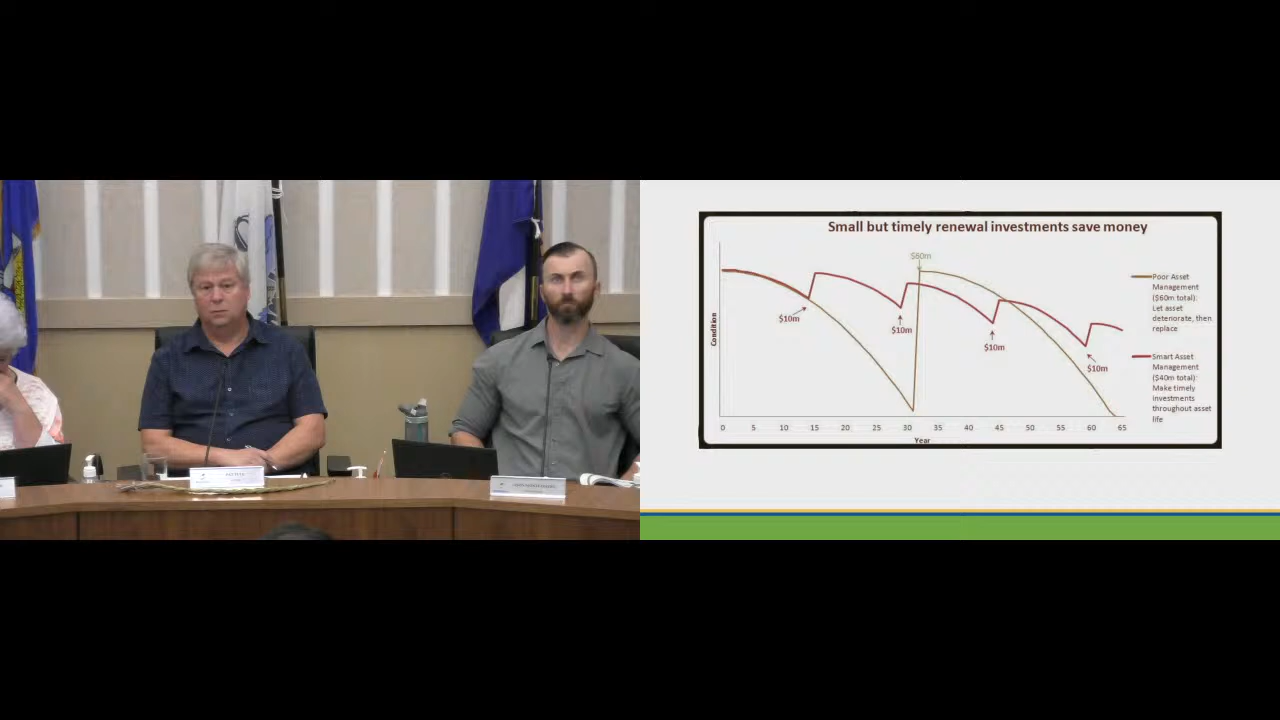 Small but timely renewal investments save money
$60m
Condition
$10m
$10m
$10m
$10m
Poor Asset
Management
($60m total):
Let asset
deteriorate, then
replace
Smart Asset
Management
($40m total):
Make timely
investments
throughout asset
life
0 5 10 15 20 25 30 35 40 45 50 55 60 65
Year